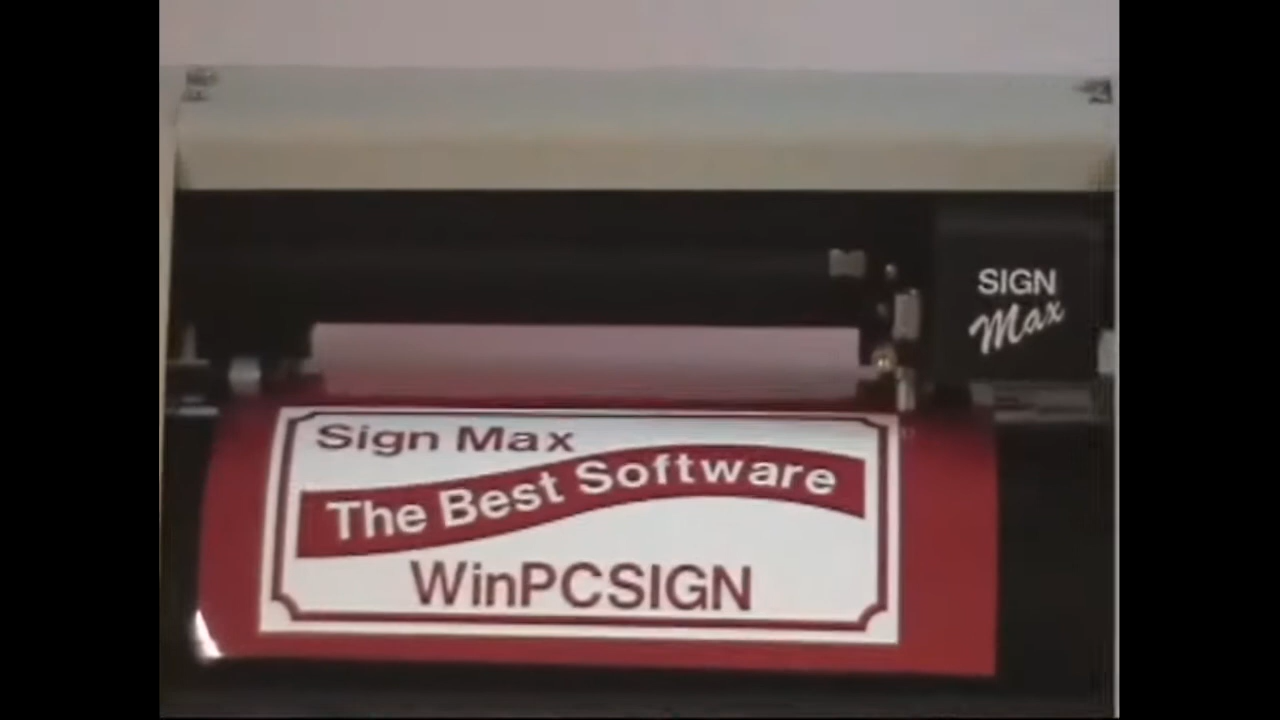 SIGN
Max
Sign Max
The Best Software
WinPCSIGN